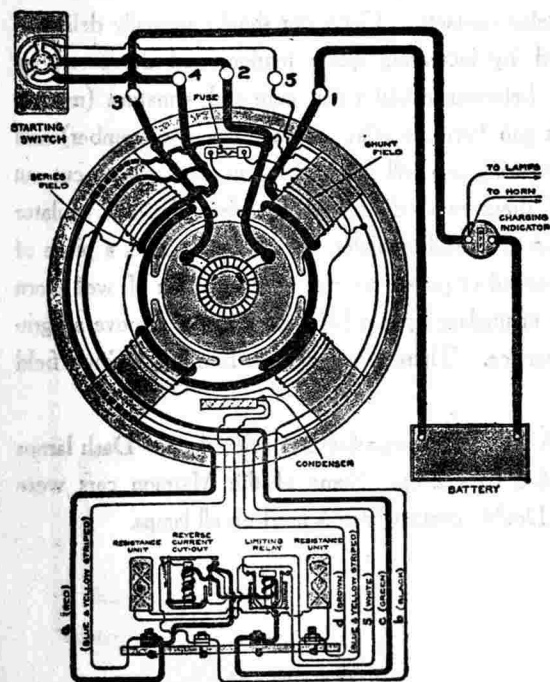 4
2
5
3
1
FUSE
STARTING
SWITCH
SERIES
FIELD
SHUNT
FIELD
TO LAMPS
TO HORN
CHARGING
INDICATOR
CONDENSER
BATTERY
RESISTANCE
UNIT
REVERSE
CURRENT
CUT-OUT
LIMITING
RELAY
RESISTANCE
UNIT
a (RED)
(BLUE & YELLOW STRIPED)
d (BROWN)
(BLUE & YELLOW STRIPED)
S (WHITE)
c (GREEN)
b (BLACK)